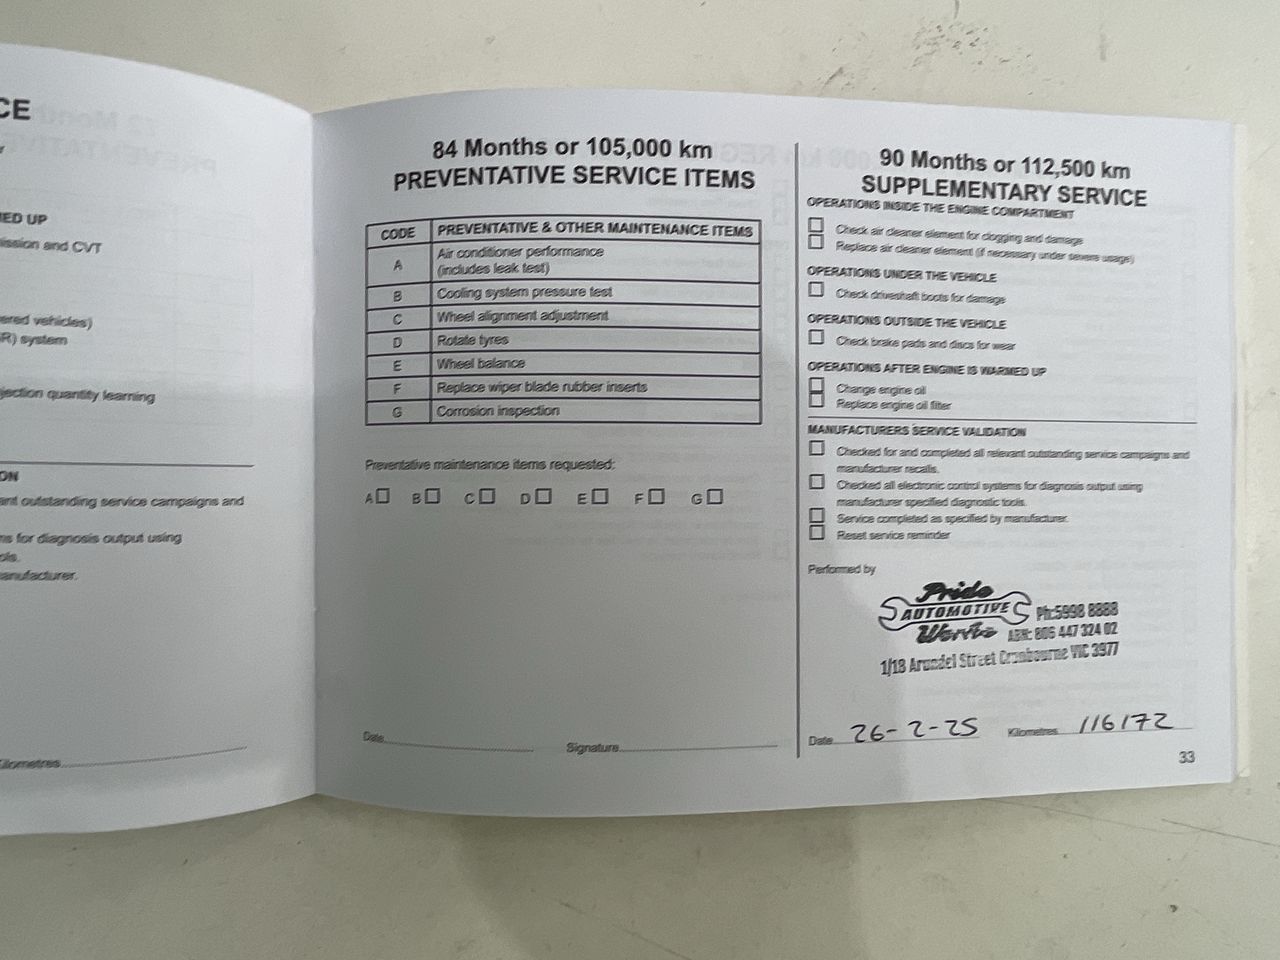 CE
IED UP
ission and CVT
ered vehicles)
R) system
jection quantity learning
ON
ant outstanding service campaigns and
ns for diagnosis output using
ols.
anufacturer.
Kilometres
84 Months or 105,000 km
PREVENTATIVE SERVICE ITEMS
CODE PREVENTATIVE & OTHER MAINTENANCE ITEMS
A Air conditioner performance
(includes leak test)
B Cooling system pressure test
C Wheel alignment adjustment
D Rotate tyres
E Wheel balance
F Replace wiper blade rubber inserts
G Corrosion inspection
Preventative maintenance items requested:
A B C D E F G
Date Signature
90 Months or 112,500 km
SUPPLEMENTARY SERVICE
OPERATIONS INSIDE THE ENGINE COMPARTMENT
Check air cleaner element for clogging and damage
Replace air cleaner element (if necessary under severe usage)
OPERATIONS UNDER THE VEHICLE
Check driveshaft boots for damage
OPERATIONS OUTSIDE THE VEHICLE
Check brake pads and discs for wear
OPERATIONS AFTER ENGINE IS WARMED UP
Change engine oil
Replace engine oil filter
MANUFACTURERS SERVICE VALIDATION
Checked for and completed all relevant outstanding service campaigns and
manufacturer recalls.
Checked all electronic control systems for diagnosis output using
manufacturer specified diagnostic tools.
Service completed as specified by manufacturer.
Reset service reminder
Performed by
Pride
AUTOMOTIVE Ph:5998 8888
Works ABN: 806 447 324 02
1/18 Arundel Street Cranbourne VIC 3977
Date 26-2-25 Kilometres 116172
33